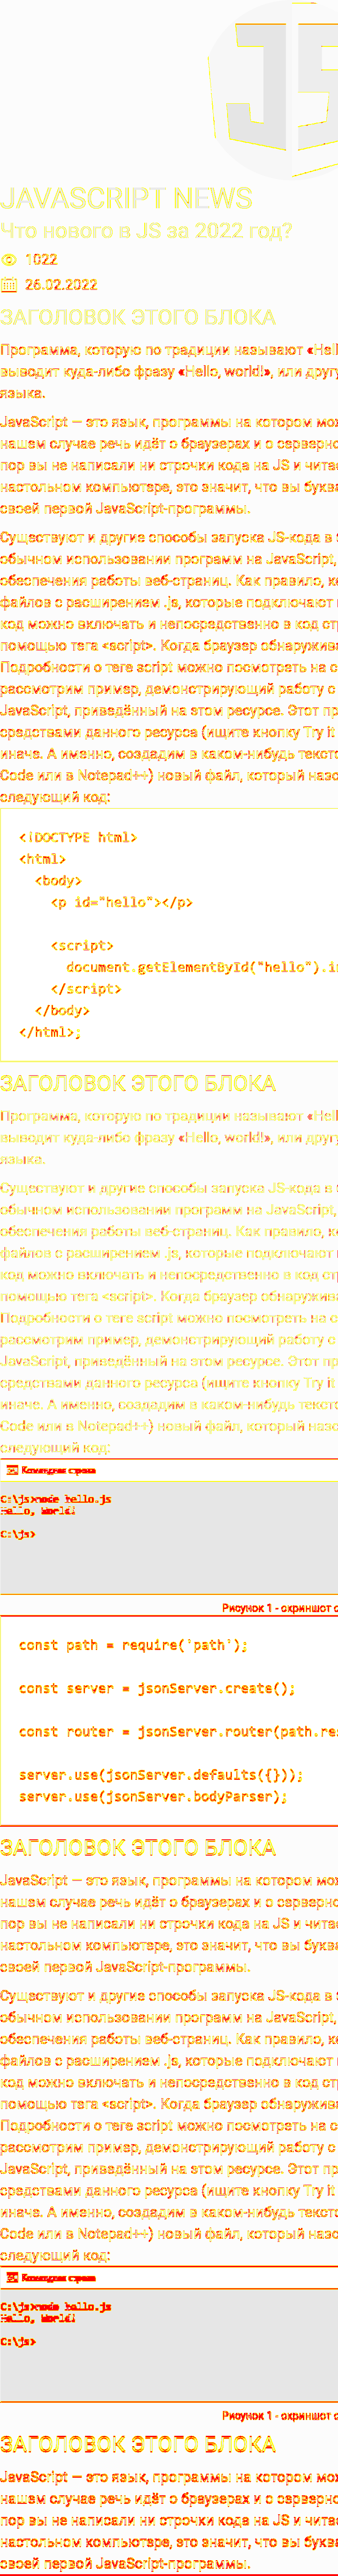 JS
JAVASCRIPT NEWS
Что нового в JS за 2022 год?
1022
26.02.2022
ЗАГОЛОВОК ЭТОГО БЛОКА
Программа, которую по традиции называют «Hell
выводит куда-либо фразу «Hello, world!», или другу
языка.
JavaScript — это язык, программы на котором мож
нашем случае речь идёт о браузерах и о серверно
пор вы не написали ни строчки кода на JS и читае
настольном компьютере, это значит, что вы буква
своей первой JavaScript-программы.
Существуют и другие способы запуска JS-кода в
обычном использовании программ на JavaScript,
обеспечения работы веб-страниц. Как правило, к
файлов с расширением .js, которые подключают
код можно включать и непосредственно в код стр
помощью тега <script>. Когда браузер обнаружива
Подробности о теге script можно посмотреть на с
рассмотрим пример, демонстрирующий работу с
JavaScript, приведённый на этом ресурсе. Этот пр
средствами данного ресурса (ищите кнопку Try it
иначе. А именно, создадим в каком-нибудь тексто
Code или в Notepad++) новый файл, который назо
следующий код:
<!DOCTYPE html>
<html>
<body>
<p id="hello"></p>
<script>
document.getElementById("hello").in
</script>
</body>
</html>;
ЗАГОЛОВОК ЭТОГО БЛОКА
Программа, которую по традиции называют «Hell
выводит куда-либо фразу «Hello, world!», или другу
языка.
Существуют и другие способы запуска JS-кода в
обычном использовании программ на JavaScript,
обеспечения работы веб-страниц. Как правило, к
файлов с расширением .js, которые подключают
код можно включать и непосредственно в код стр
помощью тега <script>. Когда браузер обнаружива
Подробности о теге script можно посмотреть на с
рассмотрим пример, демонстрирующий работу с
JavaScript, приведённый на этом ресурсе. Этот пр
средствами данного ресурса (ищите кнопку Try it
иначе. А именно, создадим в каком-нибудь тексто
Code или в Notepad++) новый файл, который назо
следующий код:
Командная строка
C:\js>node hello.js
Hello, World!
C:\js>
Рисунок 1 - скриншот с
const path = require('path');
const server = jsonServer.create();
const router = jsonServer.router(path.res
server.use(jsonServer.defaults({}));
server.use(jsonServer.bodyParser);
ЗАГОЛОВОК ЭТОГО БЛОКА
JavaScript — это язык, программы на котором мож
нашем случае речь идёт о браузерах и о серверно
пор вы не написали ни строчки кода на JS и читае
настольном компьютере, это значит, что вы буква
своей первой JavaScript-программы.
Существуют и другие способы запуска JS-кода в
обычном использовании программ на JavaScript,
обеспечения работы веб-страниц. Как правило, к
файлов с расширением .js, которые подключают
код можно включать и непосредственно в код стр
помощью тега <script>. Когда браузер обнаружива
Подробности о теге script можно посмотреть на с
рассмотрим пример, демонстрирующий работу с
JavaScript, приведённый на этом ресурсе. Этот пр
средствами данного ресурса (ищите кнопку Try it
иначе. А именно, создадим в каком-нибудь тексто
Code или в Notepad++) новый файл, который назо
следующий код:
Командная строка
C:\js>node hello.js
Hello, World!
C:\js>
Рисунок 1 - скриншот с
ЗАГОЛОВОК ЭТОГО БЛОКА
JavaScript — это язык, программы на котором мож
нашем случае речь идёт о браузерах и о серверно
пор вы не написали ни строчки кода на JS и читае
настольном компьютере, это значит, что вы буква
своей первой JavaScript-программы.